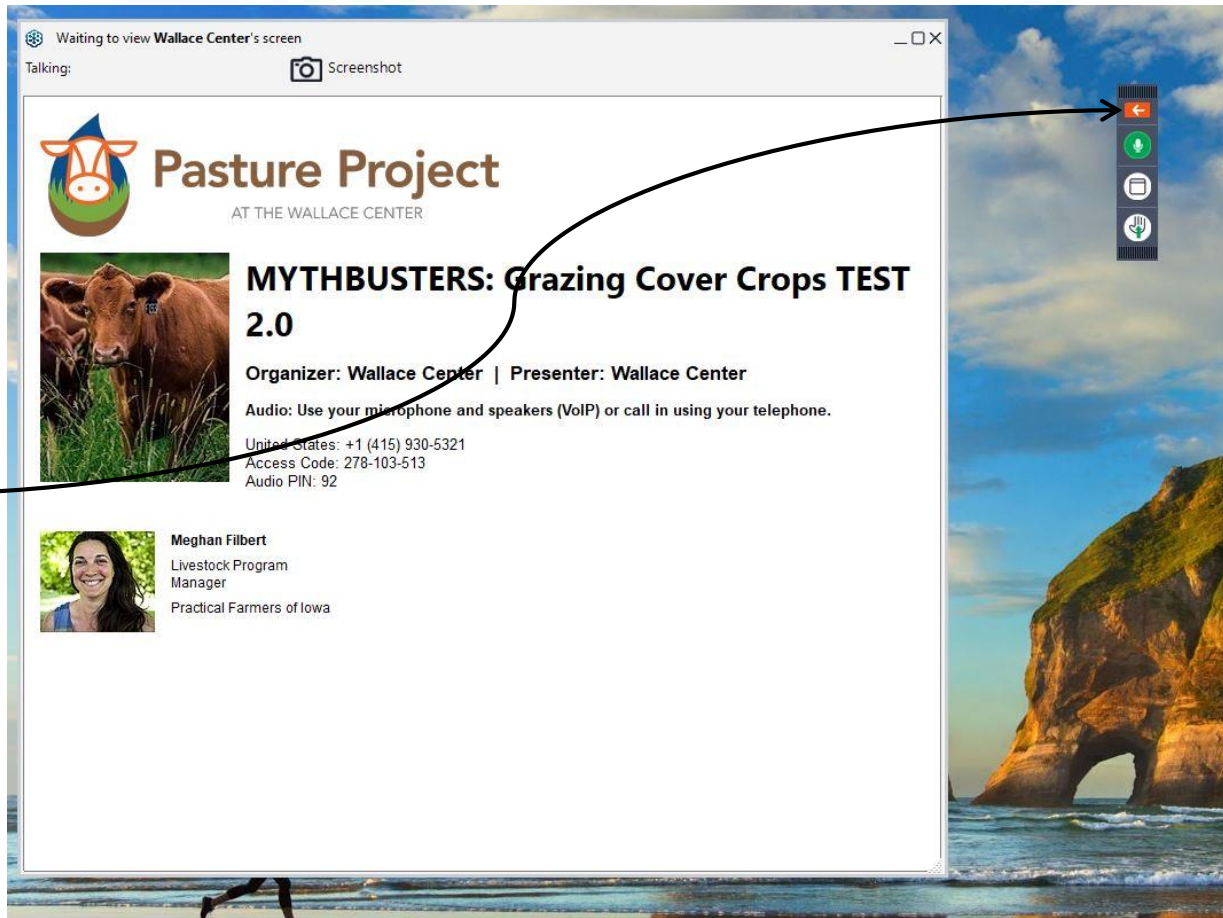 Waiting to view Wallace Center's screen
Talking:
Screenshot
Pasture Project
AT THE WALLACE CENTER
MYTHBUSTERS: Grazing Cover Crops TEST
2.0
Organizer: Wallace Center | Presenter: Wallace Center
Audio: Use your microphone and speakers (VoIP) or call in using your telephone.
United States: +1 (415) 930-5321
Access Code: 278-103-513
Audio PIN: 92
Meghan Filbert
Livestock Program
Manager
Practical Farmers of Iowa